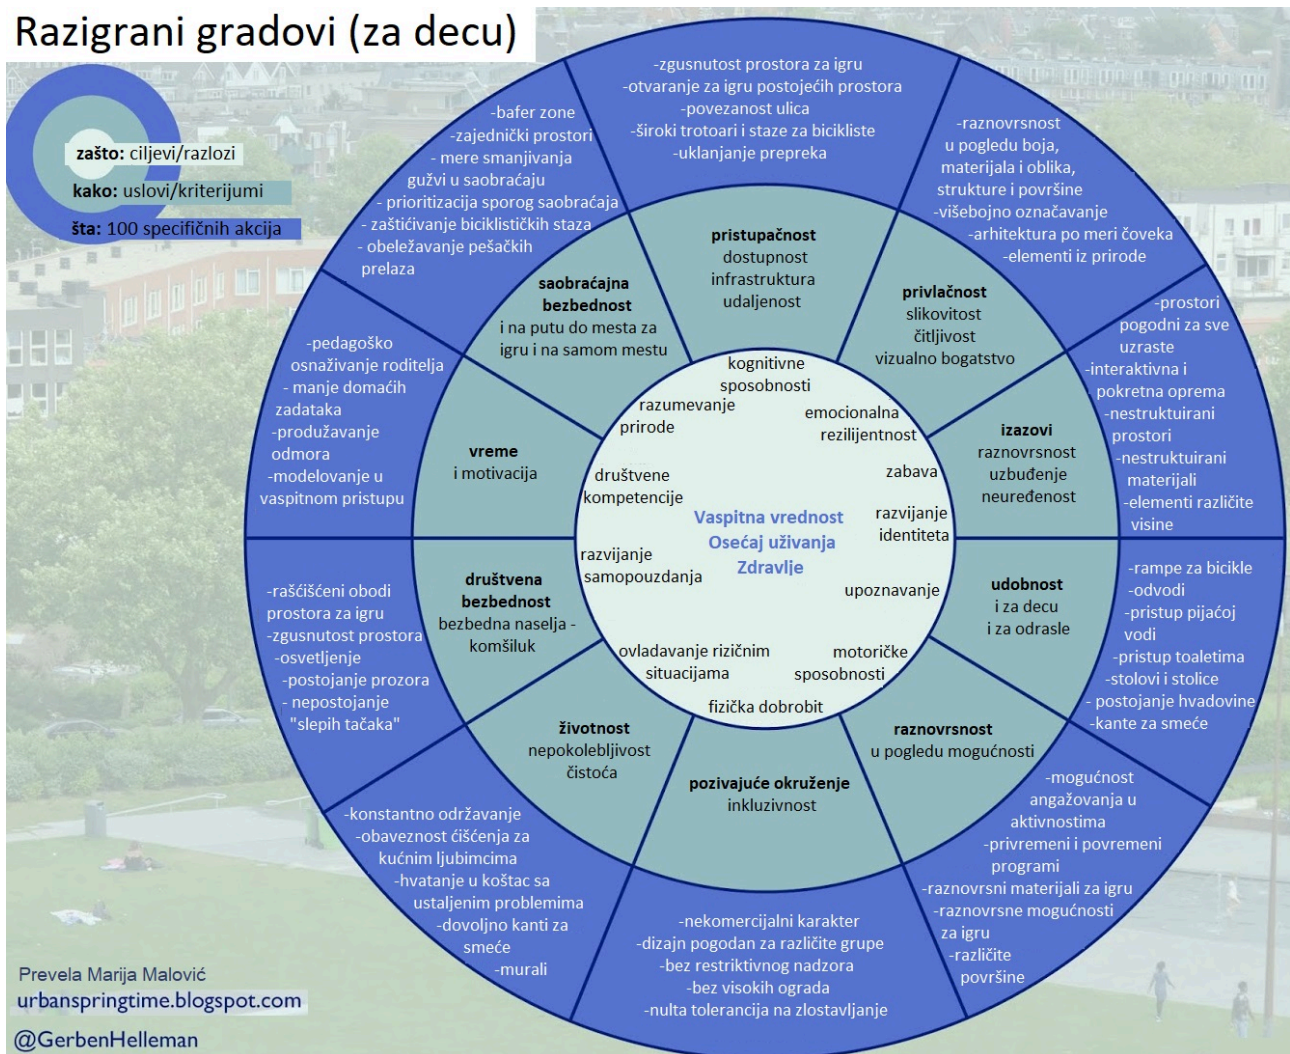 Razigrani gradovi (za decu)
zašto: ciljevi/razlozi
kako: uslovi/kriterijumi
šta: 100 specifičnih akcija
-zgusnutost prostora za igru
-otvaranje za igru postojećih prostora
-povezanost ulica
-široki trotoari i staze za bicikliste
-uklanjanje prepreka
pristupačnost
dostupnost
infrastruktura
udaljenost
-raznovrsnost
u pogledu boja,
materijala i oblika,
strukture i površine
-višebojno označavanje
-arhitektura po meri čoveka
-elementi iz prirode
privlačnost
slikovitost
čitljivost
vizualno bogatstvo
-prostori
pogodni za sve
uzraste
-interaktivna i
pokretna oprema
-nestruktuirani
prostori
-nestruktuirani
materijali
-elementi različite
visine
izazovi
raznovrsnost
uzbuđenje
neuređenost
-rampe za bicikle
-odvodi
-pristup pijaćoj
vodi
-pristup toaletima
-stolovi i stolice
- postojanje hvadovine
-kante za smeće
udobnost
i za decu
i za odrasle
-mogućnost
angažovanja u
aktivnostima
-privremeni i povremeni
programi
-raznovrsni materijali za igru
-raznovrsne mogućnosti
za igru
-različite
površine
raznovrsnost
u pogledu mogućnosti
-nekomercijalni karakter
-dizajn pogodan za različite grupe
-bez restriktivnog nadzora
-bez visokih ograda
-nulta tolerancija na zlostavljanje
pozivajuće okruženje
inkluzivnost
-konstantno održavanje
-obaveznost ćišćenja za
kućnim ljubimcima
-hvatanje u koštac sa
ustaljenim problemima
-dovoljno kanti za
smeće
-murali
životnost
nepokolebljivost
čistoća
-rašćišćeni obodi
prostora za igru
-zgusnutost prostora
-osvetljenje
-postojanje prozora
- nepostojanje
"slepih tačaka"
društvena
bezbednost
bezbedna naselja -
komšiluk
-pedagoško
osnaživanje roditelja
- manje domaćih
zadataka
-produžavanje
odmora
-modelovanje u
vaspitnom pristupu
vreme
i motivacija
-bafer zone
-zajednički prostori
- mere smanjivanja
gužvi u saobraćaju
- prioritizacija sporog saobraćaja
- zaštićivanje biciklističkih staza
- obeležavanje pešačkih
prelaza
saobraćajna
bezbednost
i na putu do mesta za
igru i na samom mestu
kognitivne
sposobnosti
emocionalna
rezilijentnost
zabava
razvijanje
identiteta
upoznavanje
motoričke
sposobnosti
fizička dobrobit
ovladavanje rizičnim
situacijama
razvijanje
samopouzdanja
društvene
kompetencije
razumevanje
prirode
Vaspitna vrednost
Osećaj uživanja
Zdravlje
Prevela Marija Malović
urbanspringtime.blogspot.com
@GerbenHelleman